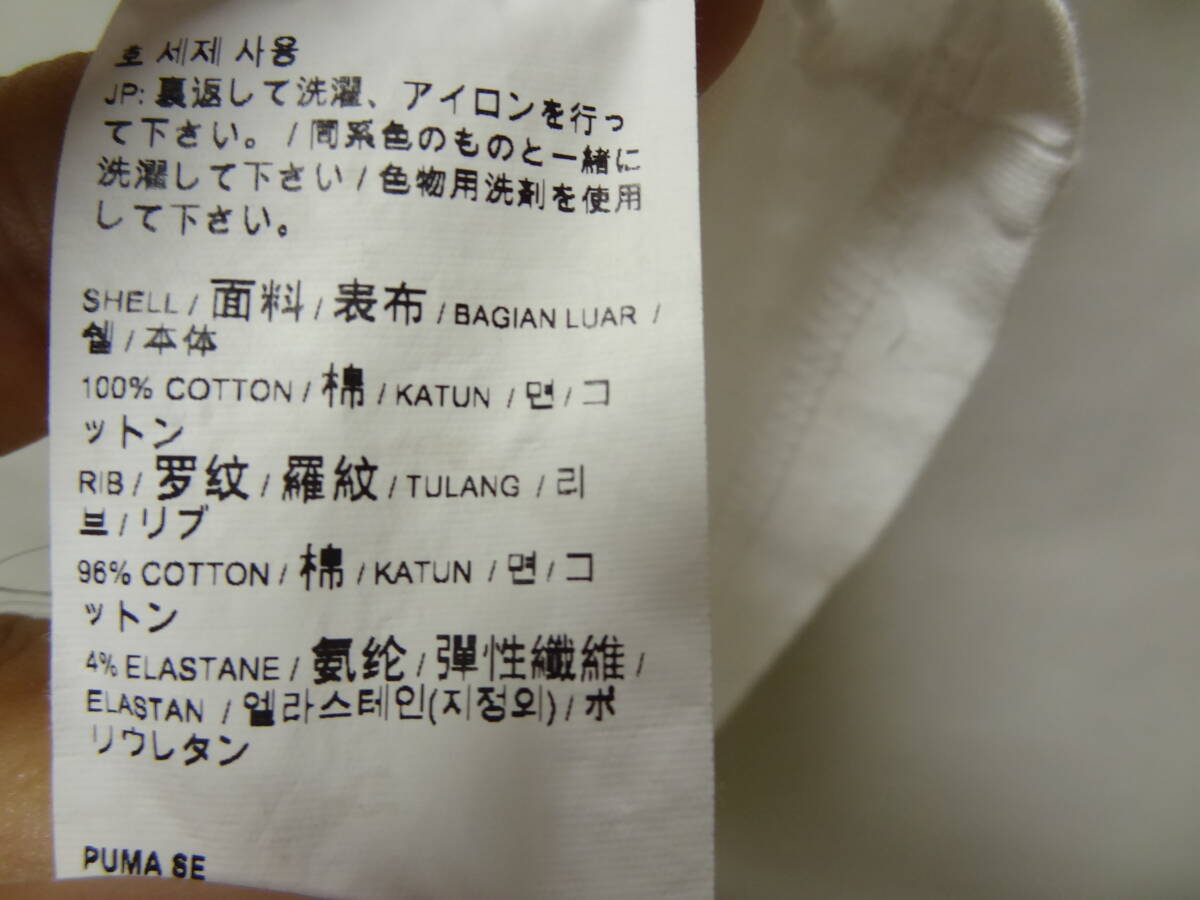 호 세제 사용
JP: 裏返して洗濯、アイロンを行っ
て下さい。/ 同系色のものと一緒に
洗濯して下さい / 色物用洗剤を使用
して下さい。
SHELL / 面料 / 表布 / BAGIAN LUAR /
쉘 / 本体
100% COTTON / 棉 / KATUN / 면 / コ
ットン
RIB / 罗纹 / 羅紋 / TULANG / 리
브 / リブ
96% COTTON / 棉 / KATUN / 면 / コ
ットン
4% ELASTANE / 氨纶 / 彈性纖維 /
ELASTAN / 엘라스테인(지정외) / ポ
リウレタン
PUMA SE